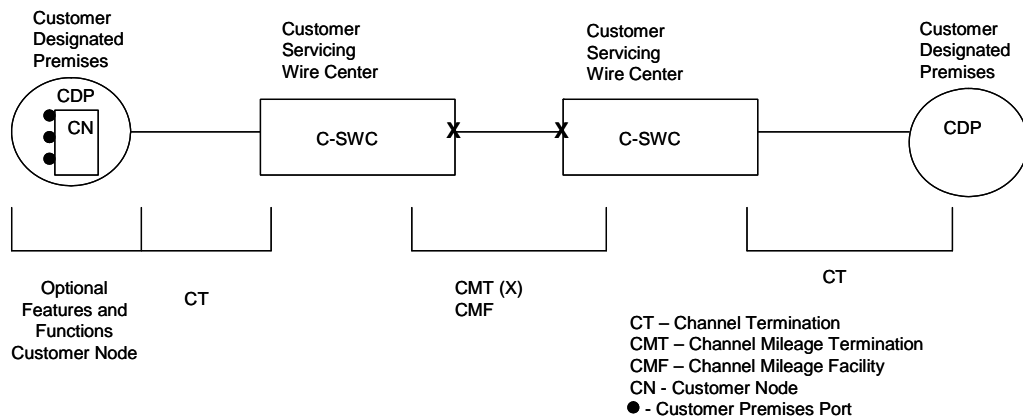 Customer
Designated
Premises
Customer
Servicing
Wire Center
Customer
Servicing
Wire Center
Customer
Designated
Premises
CDP
CN
C-SWC
X
X
C-SWC
CDP
Optional
Features and
Functions
Customer Node
CT
CMT (X)
CMF
CT
CT – Channel Termination
CMT – Channel Mileage Termination
CMF – Channel Mileage Facility
CN - Customer Node
● - Customer Premises Port